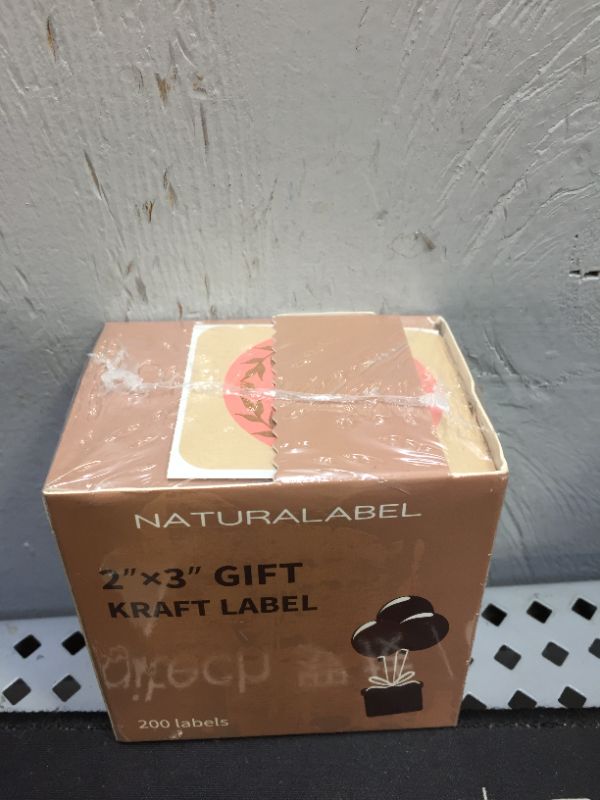 NATURALABEL
2"×3" GIFT
KRAFT LABEL
200 labels